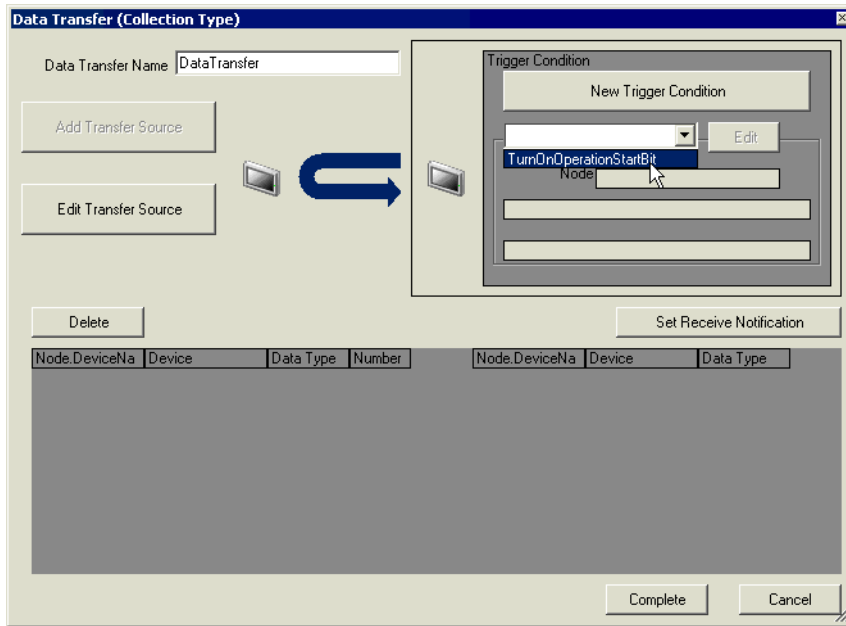 Data Transfer (Collection Type)
Data Transfer Name DataTransfer
Trigger Condition
New Trigger Condition
Add Transfer Source
Edit
TurnOnOperationStartBit
Node
Edit Transfer Source
Delete
Set Receive Notification
Node.DeviceNa Device Data Type Number Node.DeviceNa Device Data Type
Complete Cancel